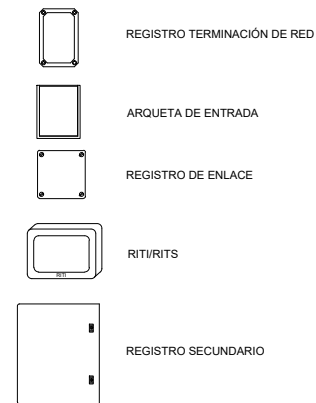 REGISTRO TERMINACIÓN DE RED
ARQUETA DE ENTRADA
REGISTRO DE ENLACE
RITI/RITS
RITI
REGISTRO SECUNDARIO